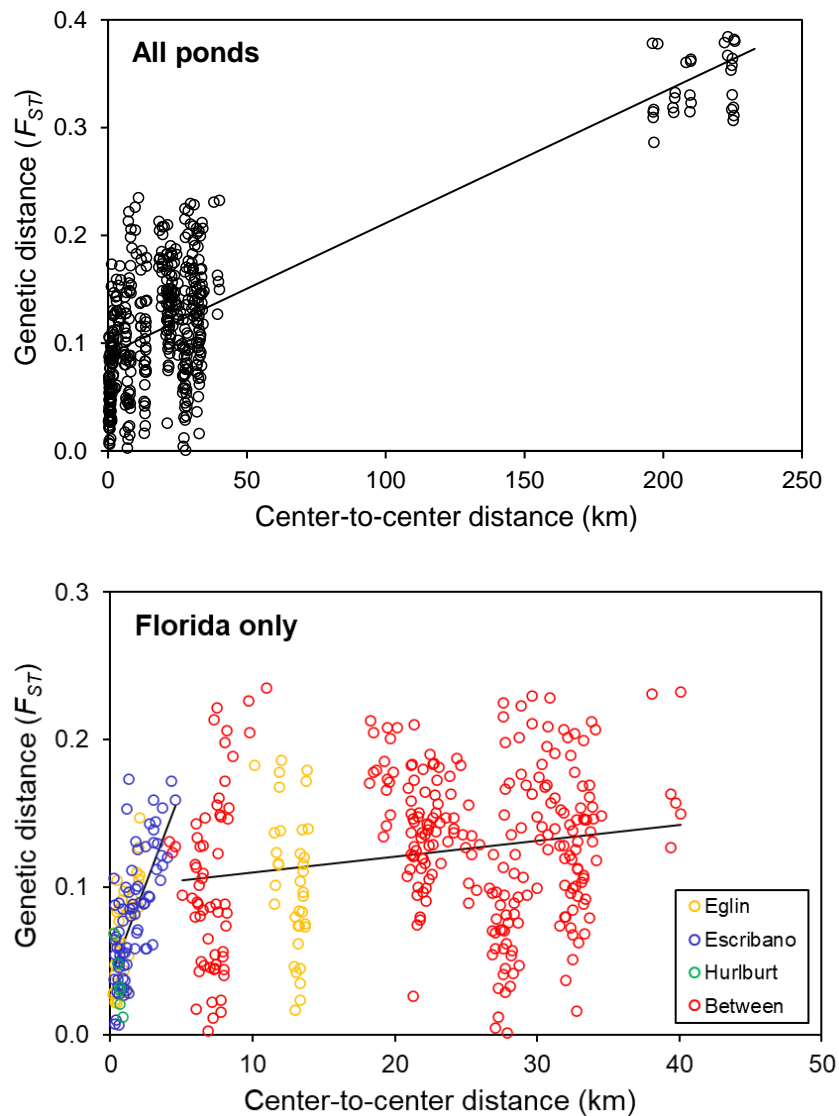 All ponds
Genetic distance (F_ST)
0.4
0.3
0.2
0.1
0.0
0 50 100 150 200 250
Center-to-center distance (km)
Florida only
Genetic distance (F_ST)
0.3
0.2
0.1
0.0
Eglin
Escribano
Hurlburt
Between
0 10 20 30 40 50
Center-to-center distance (km)